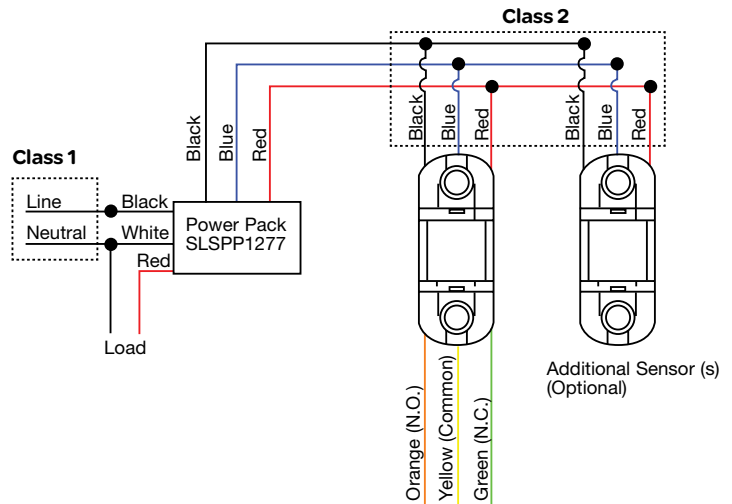 Class 2
Black
Blue
Red
Black
Blue
Red
Black
Blue
Red
Class 1
Line
Black
Neutral
White
Red
Power Pack
SLSPP1277
Load
Additional Sensor (s)
(Optional)
Orange (N.O.)
Yellow (Common)
Green (N.C.)